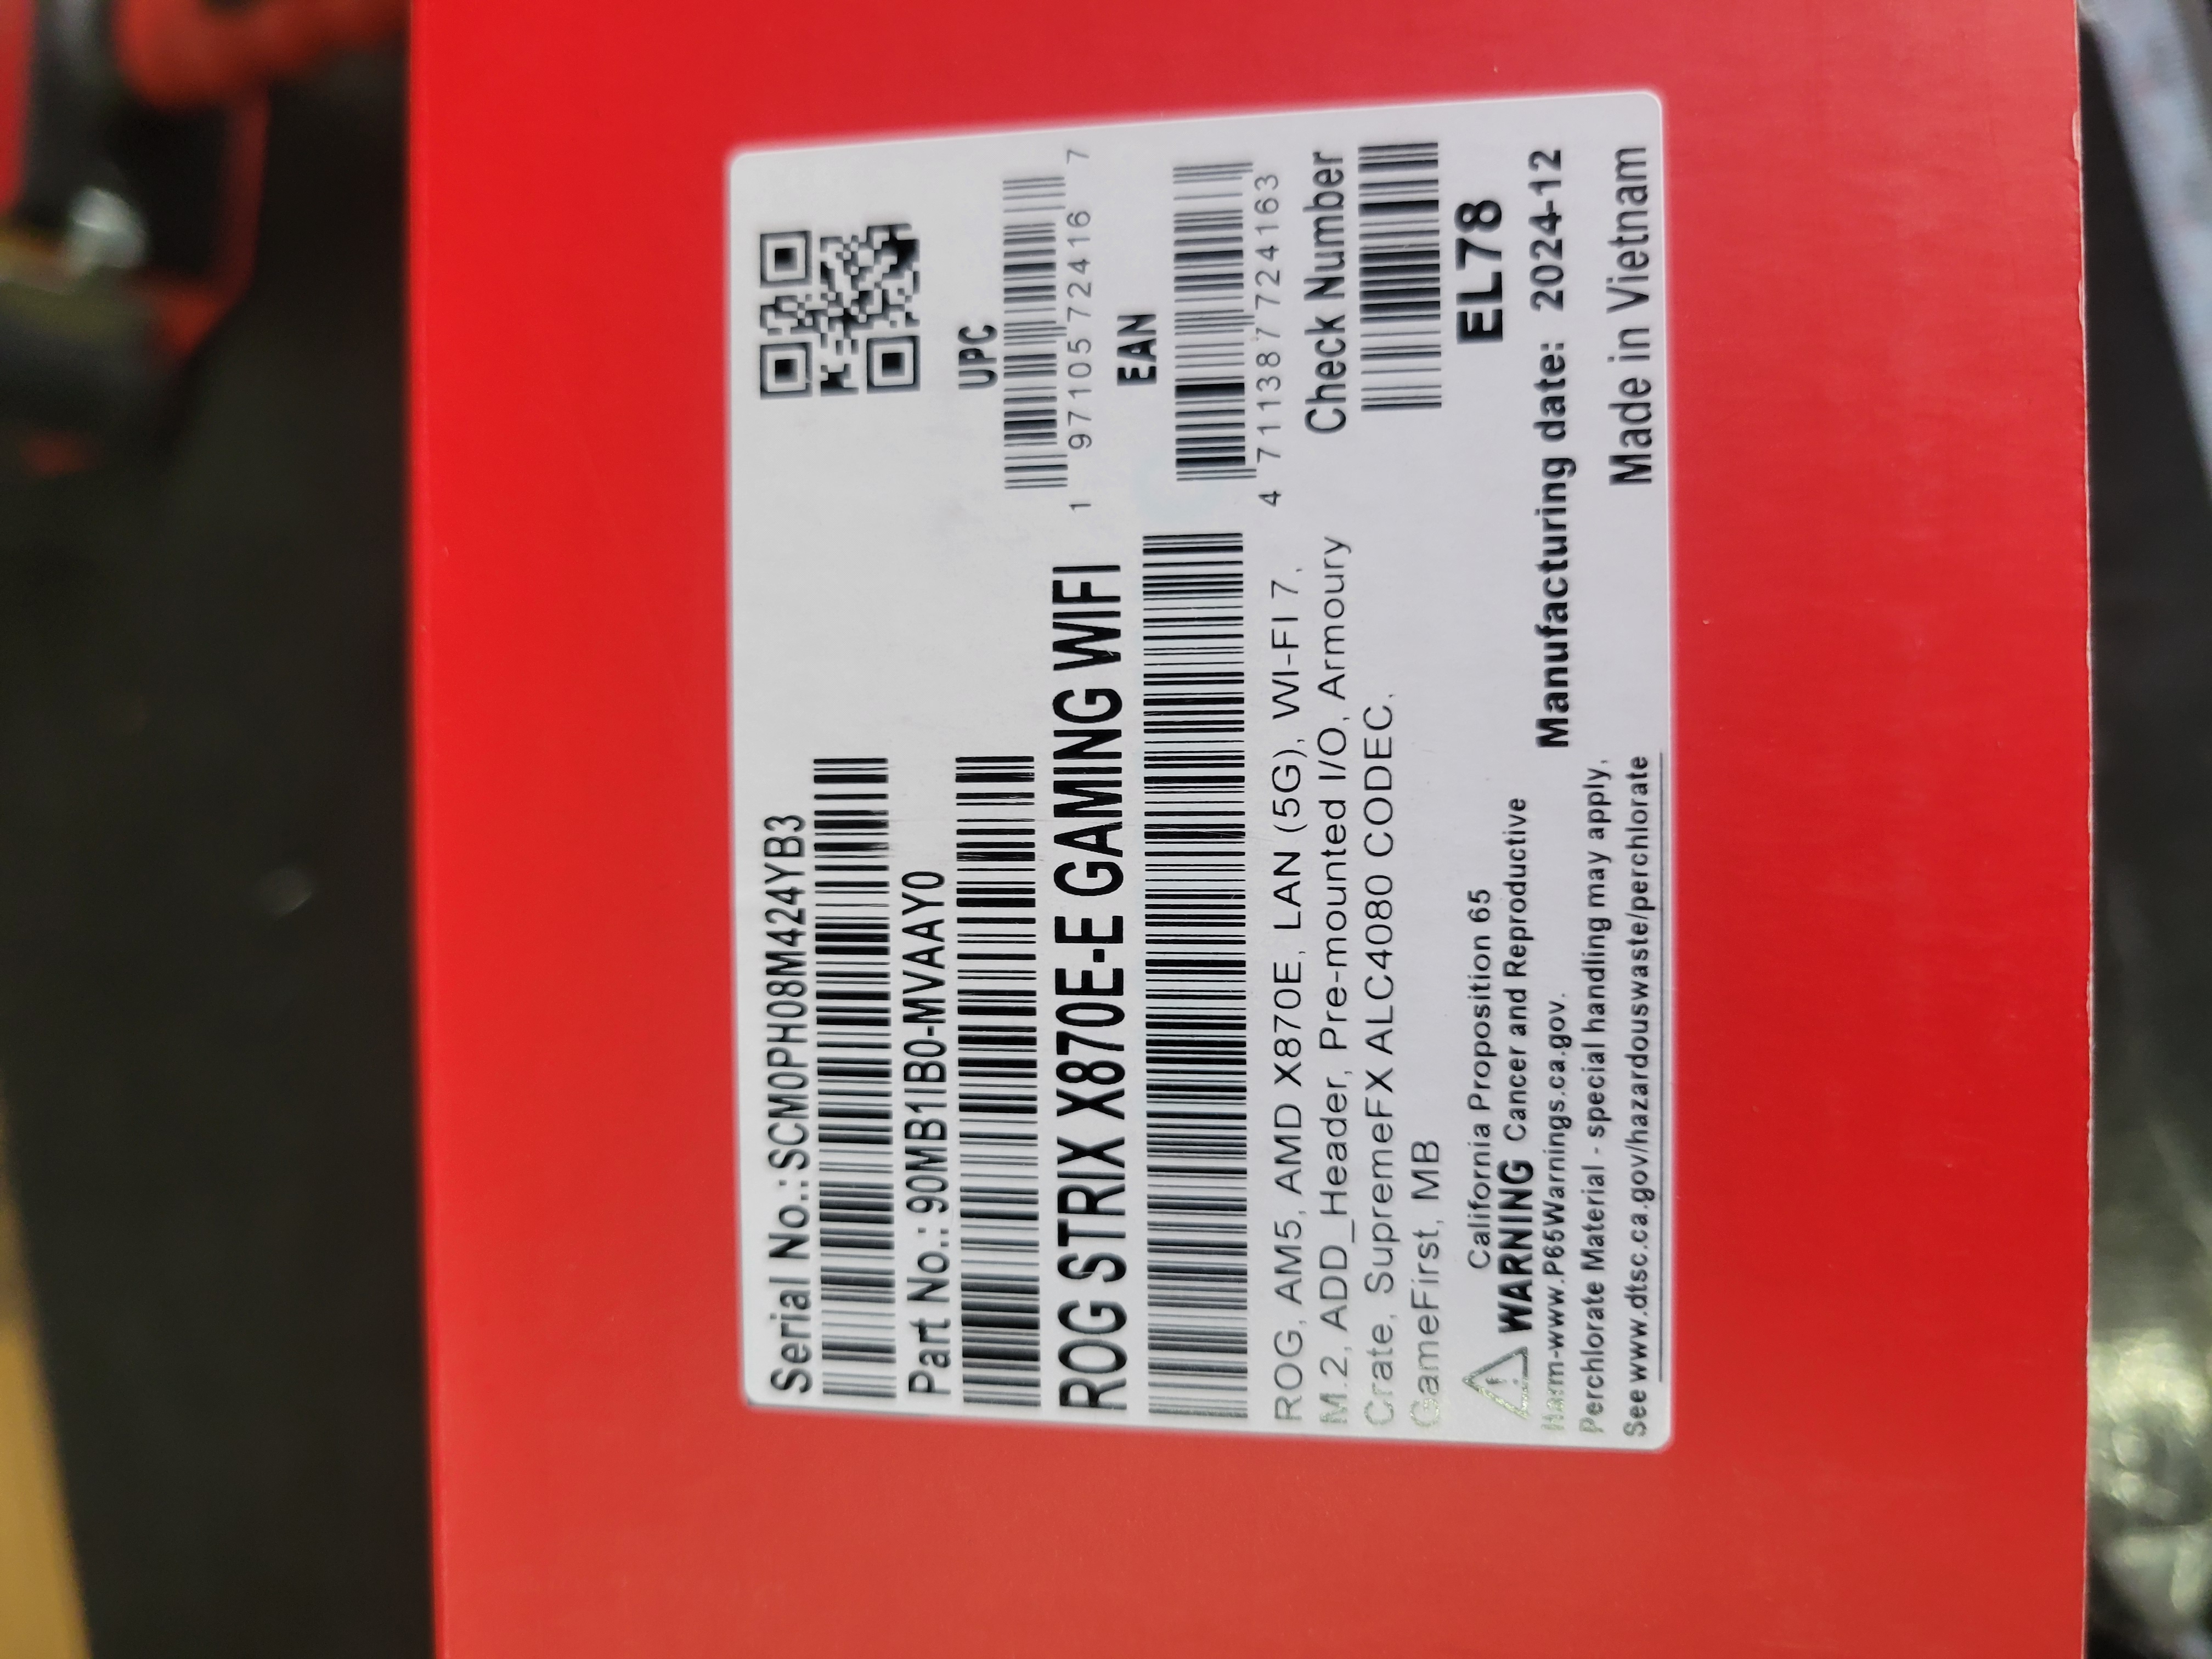 Serial No.:SCM0PH08M424YB3
Part No.: 90MB1IB0-MVAAY0
ROG STRIX X870E-E GAMING WIFI
ROG, AM5, AMD X870E, LAN (5G), WI-FI 7,
M.2, ADD_Header, Pre-mounted I/O, Armoury
Crate, SupremeFX ALC4080 CODEC,
GameFirst, MB
California Proposition 65
WARNING Cancer and Reproductive
Harm-www.P65Warnings.ca.gov.
Perchlorate Material - special handling may apply,
See www.dtsc.ca.gov/hazardouswaste/perchlorate
UPC
1 97105 72416 7
EAN
4 711387 724163
Check Number
EL78
Manufacturing date: 2024-12
Made in Vietnam